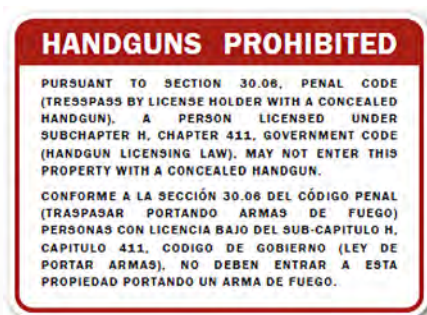 HANDGUNS PROHIBITED
PURSUANT TO SECTION 30.06, PENAL CODE
(TRESSPASS BY LICENSE HOLDER WITH A CONCEALED
HANDGUN), A PERSON LICENSED UNDER
SUBCHAPTER H, CHAPTER 411, GOVERNMENT CODE
(HANDGUN LICENSING LAW), MAY NOT ENTER THIS
PROPERTY WITH A CONCEALED HANDGUN.
CONFORME A LA SECCIÓN 30.06 DEL CÓDIGO PENAL
(TRASPASAR PORTANDO ARMAS DE FUEGO)
PERSONAS CON LICENCIA BAJO DEL SUB-CAPITULO H,
CAPITULO 411, CODIGO DE GOBIERNO (LEY DE
PORTAR ARMAS), NO DEBEN ENTRAR A ESTA
PROPIEDAD PORTANDO UN ARMA DE FUEGO.